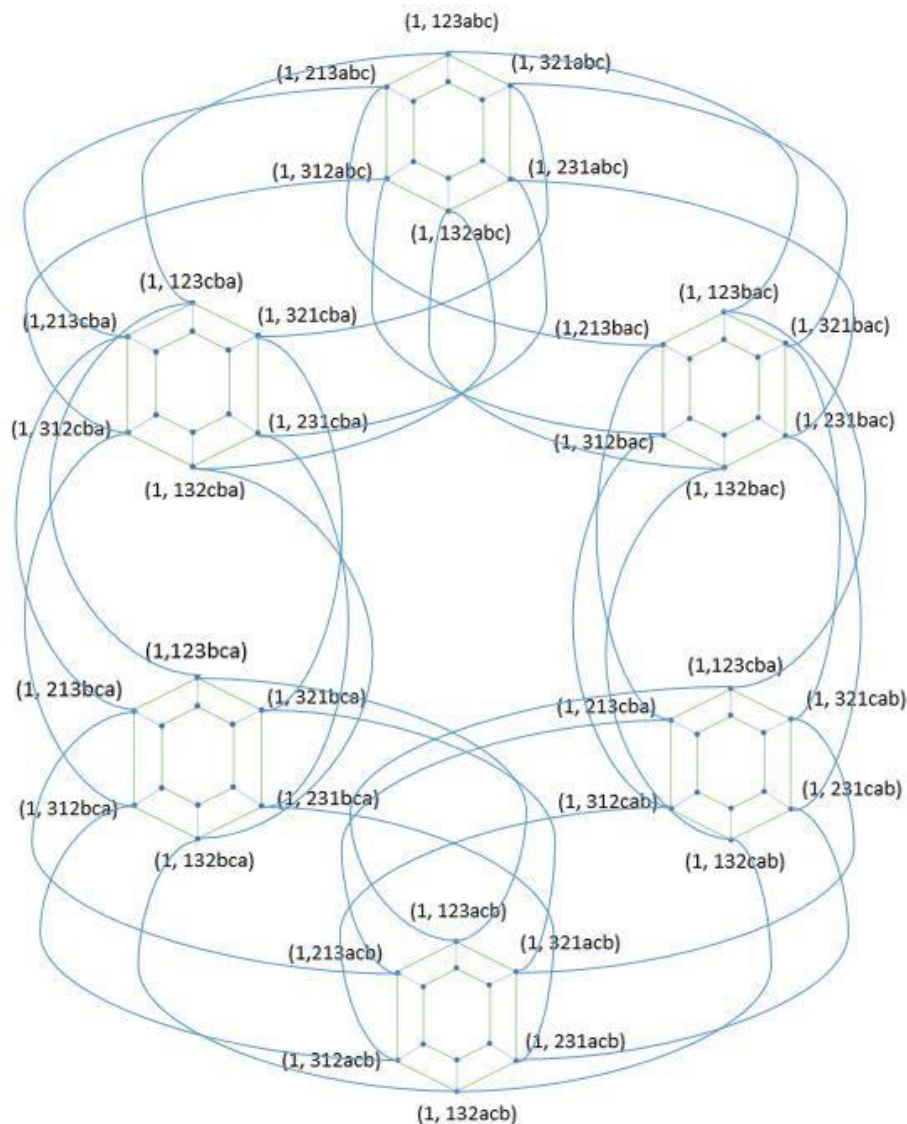 (1, 123abc)
(1, 213abc)
(1, 321abc)
(1, 312abc)
(1, 231abc)
(1, 132abc)
(1, 123cba)
(1, 123bac)
(1,213cba)
(1, 321cba)
(1,213bac)
(1, 321bac)
(1, 312cba)
(1, 231cba)
(1, 312bac)
(1, 231bac)
(1, 132cba)
(1, 132bac)
(1,123bca)
(1,123cba)
(1, 213bca)
(1, 321bca)
(1, 213cba)
(1, 321cab)
(1, 312bca)
(1, 231bca)
(1, 312cab)
(1, 231cab)
(1, 132bca)
(1, 132cab)
(1, 123acb)
(1,213acb)
(1, 321acb)
(1, 312acb)
(1, 231acb)
(1, 132acb)